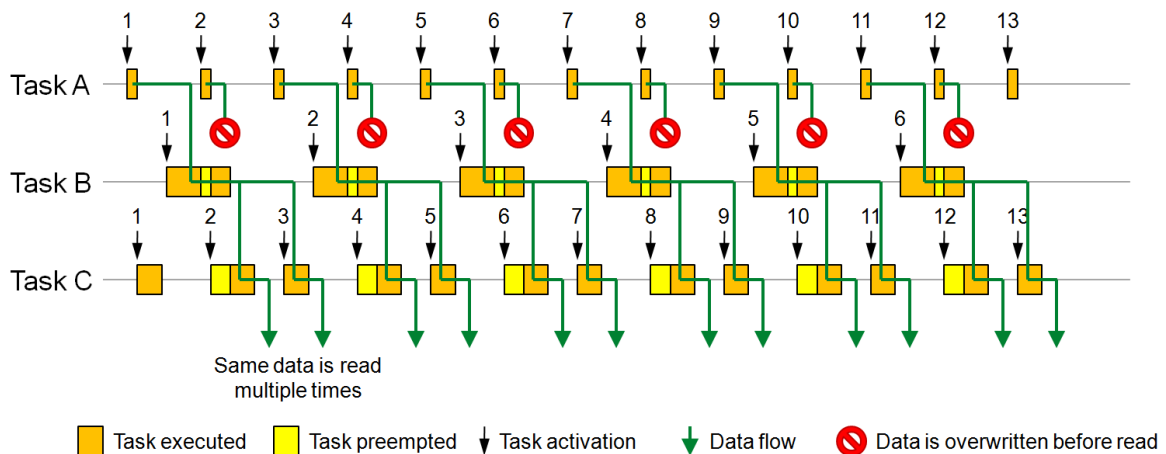 1 2 3 4 5 6 7 8 9 10 11 12 13
Task A
1 2 3 4 5 6
Task B
1 2 3 4 5 6 7 8 9 10 11 12 13
Task C
Same data is read
multiple times
Task executed Task preempted Task activation Data flow Data is overwritten before read